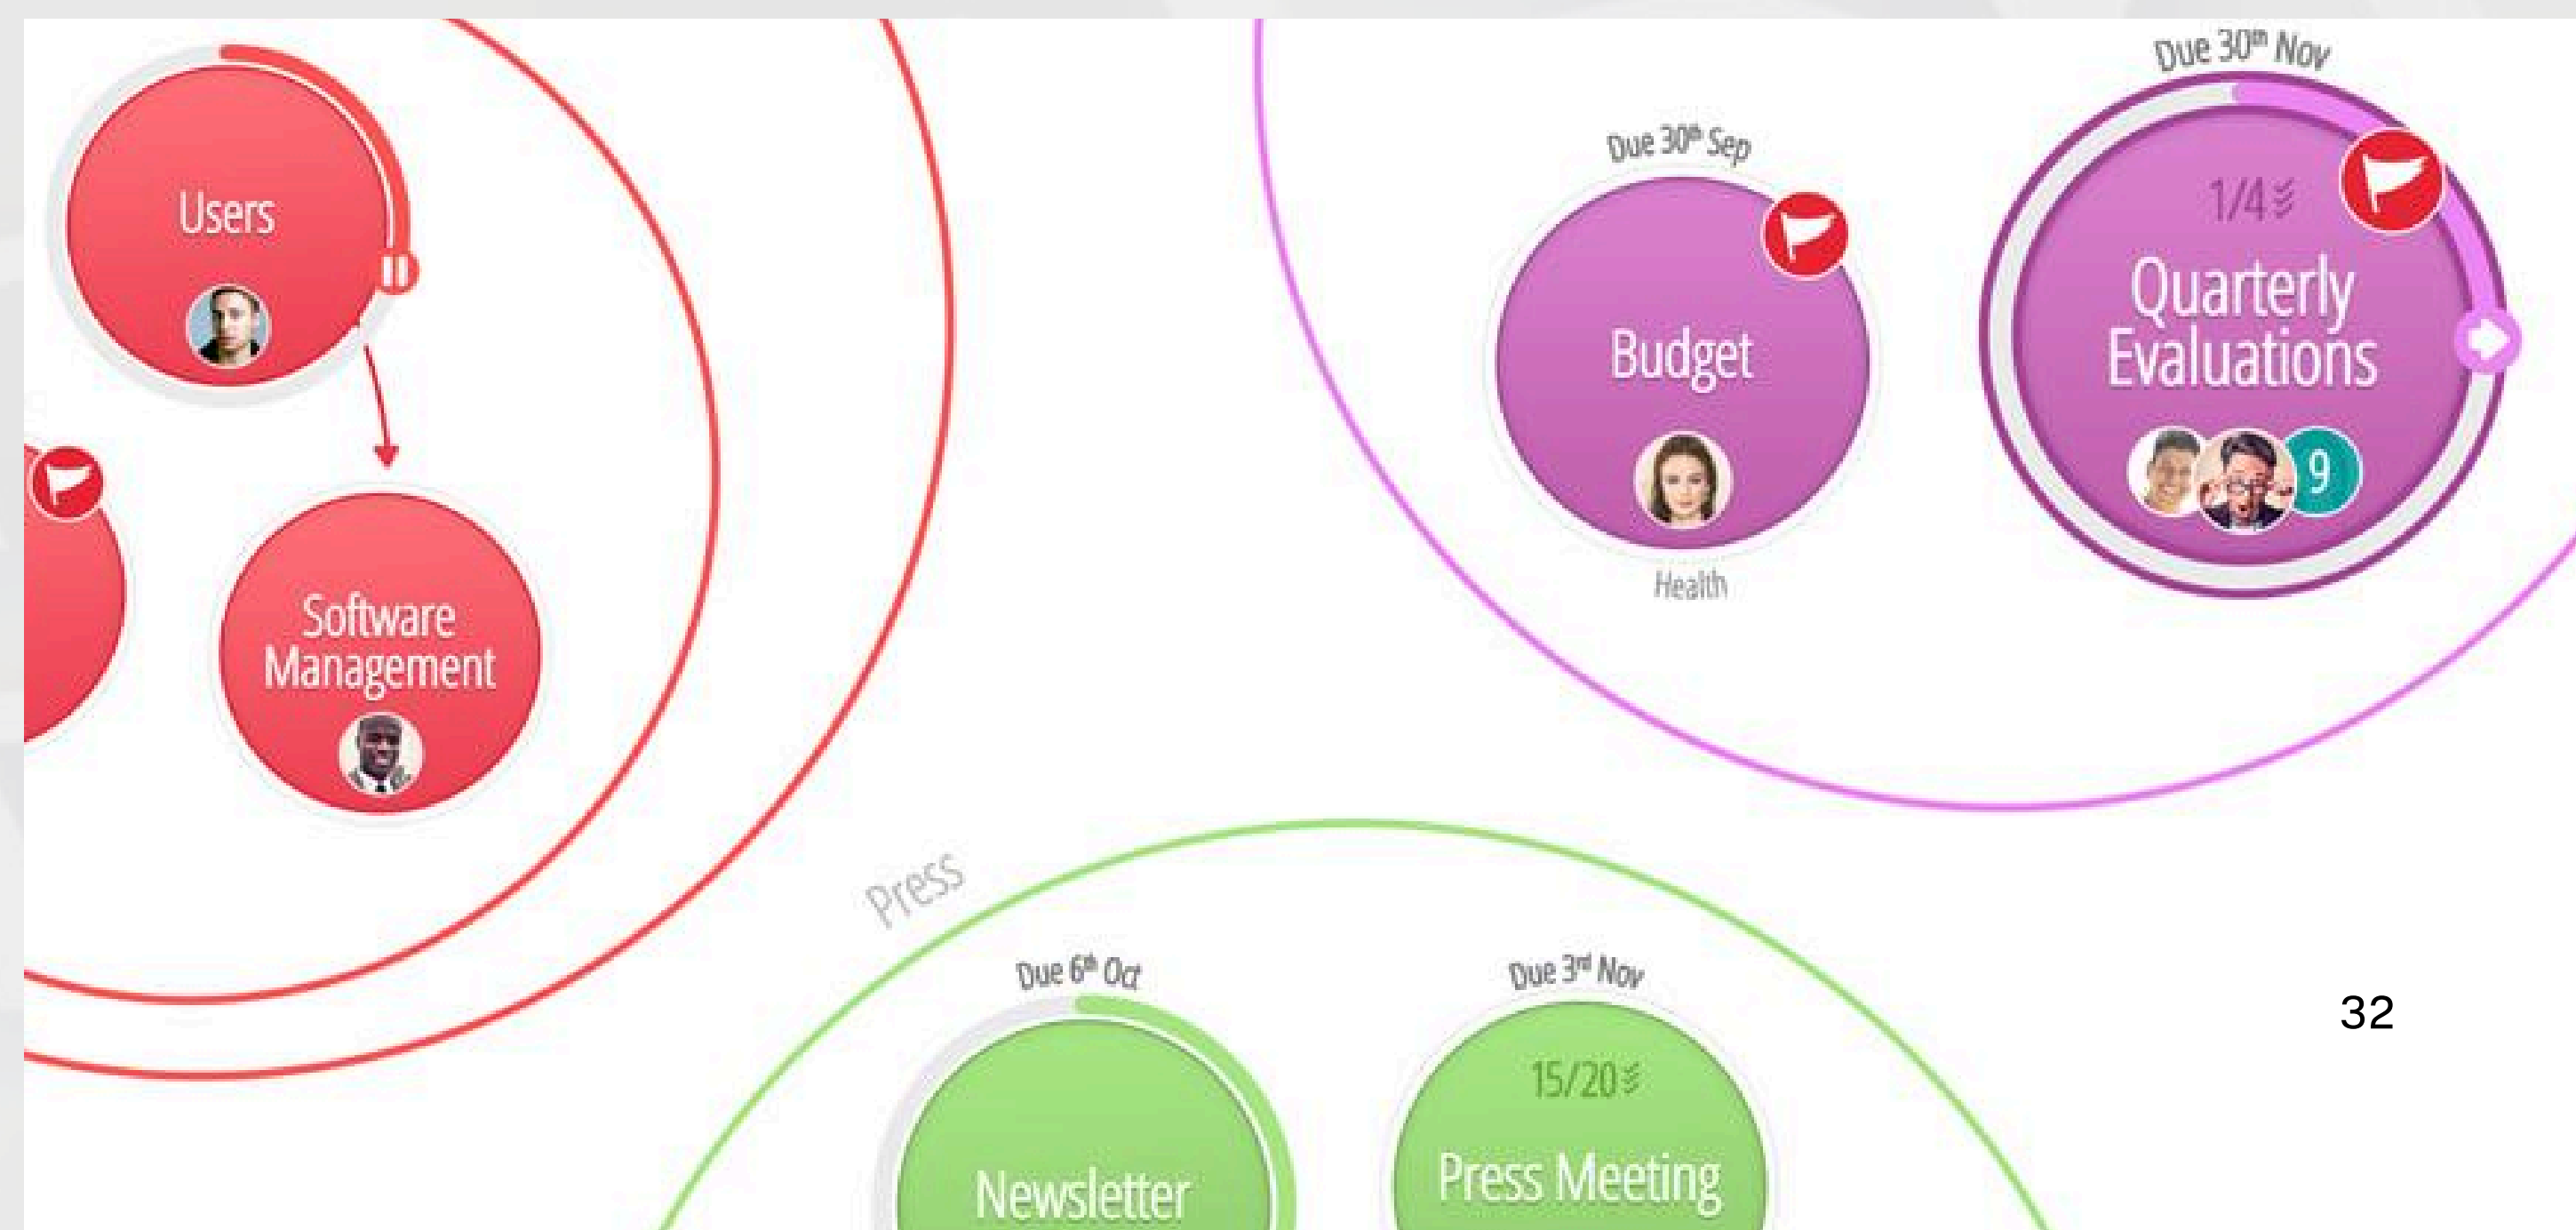 Due 30th Nov
Due 30th Sep
1/4
Users
Quarterly
Evaluations
Budget
9
Health
Software
Management
Press
Due 6th Oct
Due 3rd Nov
32
15/20
Press Meeting
Newsletter